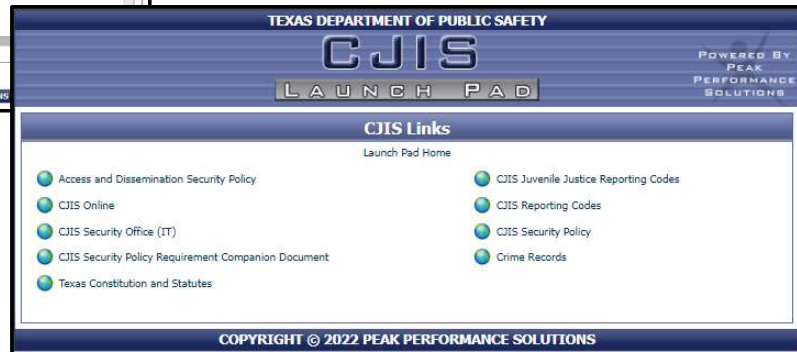 TEXAS DEPARTMENT OF PUBLIC SAFETY
CJIS
LAUNCH PAD
POWERED BY
PEAK
PERFORMANCE
SOLUTIONS
CJIS Links
Launch Pad Home
Access and Dissemination Security Policy
CJIS Online
CJIS Security Office (IT)
CJIS Security Policy Requirement Companion Document
Texas Constitution and Statutes
CJIS Juvenile Justice Reporting Codes
CJIS Reporting Codes
CJIS Security Policy
Crime Records
COPYRIGHT © 2022 PEAK PERFORMANCE SOLUTIONS